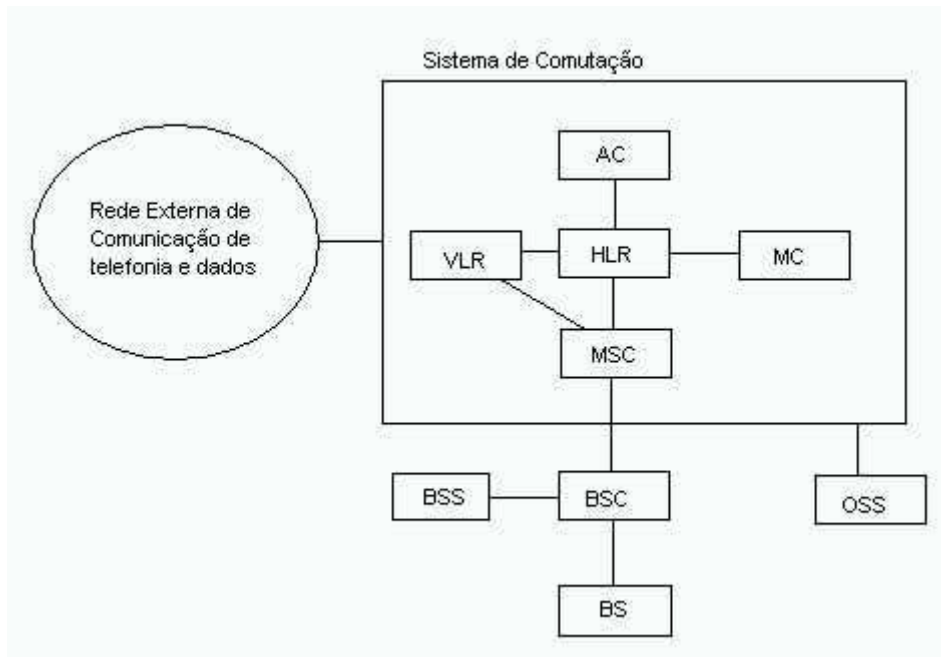 Sistema de Comutação
AC
Rede Externa de
Comunicação de
telefonia e dados
VLR
HLR
MC
MSC
BSS
BSC
OSS
BS